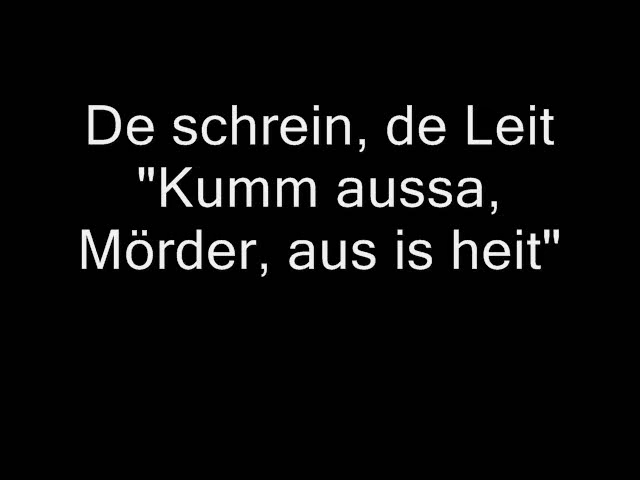 De schrein, de Leit
"Kumm aussa,
Mörder, aus is heit"